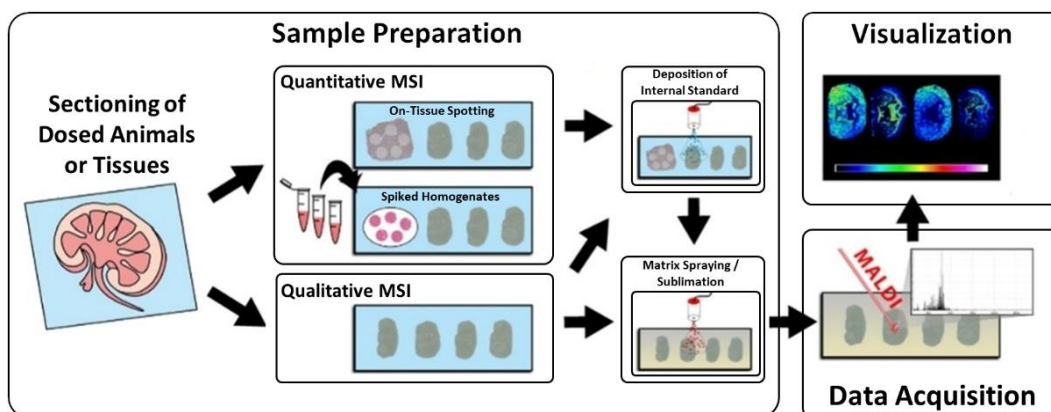 Sample Preparation
Sectioning of
Dosed Animals
or Tissues
Quantitative MSI
On-Tissue Spotting
Spiked Homogenates
Qualitative MSI
Deposition of
Internal Standard
Matrix Spraying /
Sublimation
Visualization
MALDI
Data Acquisition